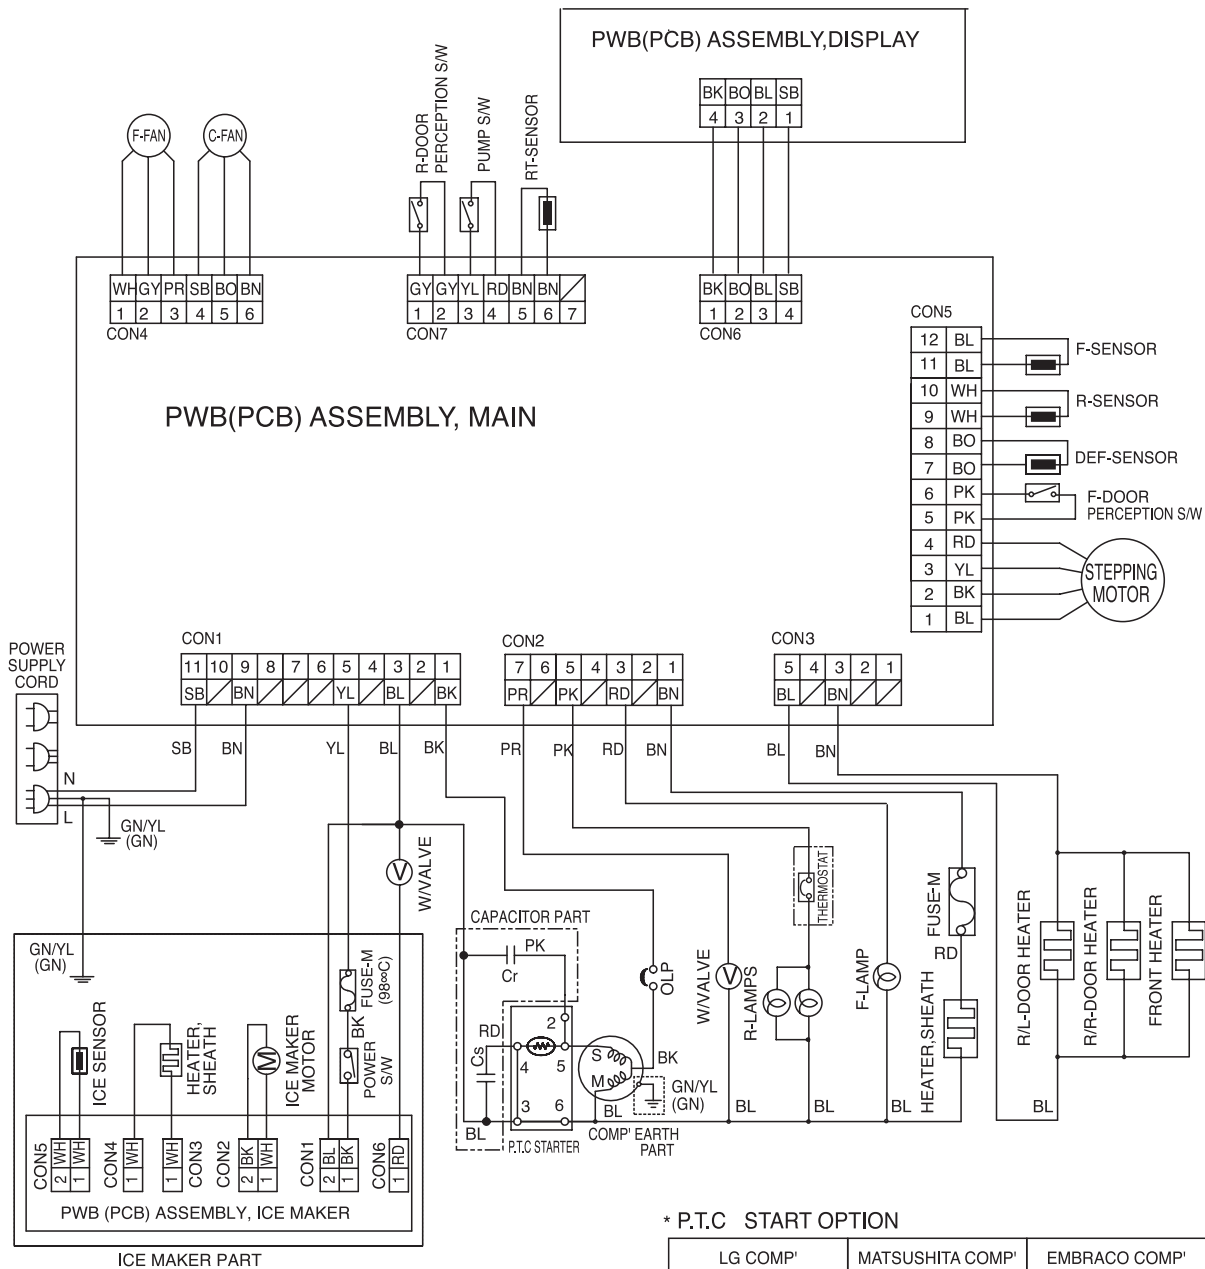 PWB(PCB) ASSEMBLY,DISPLAY
BK BO BL SB
4 3 2 1
F-FAN
C-FAN
R-DOOR
PERCEPTION S/W
PUMP S/W
RT-SENSOR
WH GY PR SB BO BN
1 2 3 4 5 6
CON4
GY GY YL RD BN BN
1 2 3 4 5 6 7
CON7
BK BO BL SB
1 2 3 4
CON6
CON5
12 BL
11 BL
10 WH
9 WH
8 BO
7 BO
6 PK
5 PK
4 RD
3 YL
2 BK
1 BL
F-SENSOR
R-SENSOR
DEF-SENSOR
F-DOOR
PERCEPTION S/W
STEPPING
MOTOR
PWB(PCB) ASSEMBLY, MAIN
CON1
11 10 9 8 7 6 5 4 3 2 1
SB BN YL BL BK
CON2
7 6 5 4 3 2 1
PR PK RD BN
CON3
5 4 3 2 1
BL BN
POWER
SUPPLY
CORD
N
L
GN/YL
(GN)
SB BN YL BL BK PR PK RD BN BL BN
W/VALVE
V
CAPACITOR PART
PK
Cr
RD
Cs
2
4 5
3 6
BL
P.T.C STARTER
S
M
BL
COMP'
EARTH
PART
OLP
BK
GN/YL
(GN)
W/VALVE
V
BL
THERMOSTAT
R-LAMPS
BL
F-LAMP
BL
FUSE-M
RD
HEATER,SHEATH
R/L-DOOR HEATER
R/R-DOOR HEATER
FRONT HEATER
BL
GN/YL
(GN)
ICE SENSOR
HEATER,
SHEATH
M
ICE MAKER
MOTOR
FUSE-M
(98∞C)
BK
POWER
S/W
CON5
2 WH
1 WH
CON4
1 WH
1 WH
CON3
CON2
2 BK
1 WH
CON1
2 BL
1 BK
CON6
1 RD
PWB (PCB) ASSEMBLY, ICE MAKER
ICE MAKER PART
* P.T.C START OPTION
LG COMP' MATSUSHITA COMP' EMBRACO COMP'